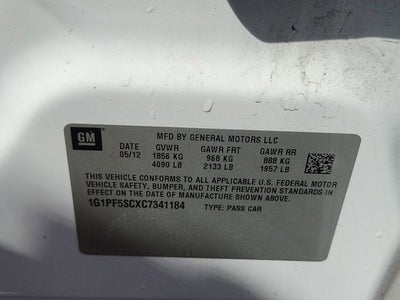 GM
MFD BY GENERAL MOTORS LLC
DATE GVWR GAWR FRT GAWR RR
05/12 1856 KG 968 KG 888 KG
4090 LB 2133 LB 1957 LB
THIS VEHICLE CONFORMS TO ALL APPLICABLE U.S. FEDERAL MOTOR
VEHICLE SAFETY, BUMPER, AND THEFT PREVENTION STANDARDS IN
EFFECT ON THE DATE OF MANUFACTURE SHOWN ABOVE.
1G1PF5SCXC7341184 TYPE: PASS CAR